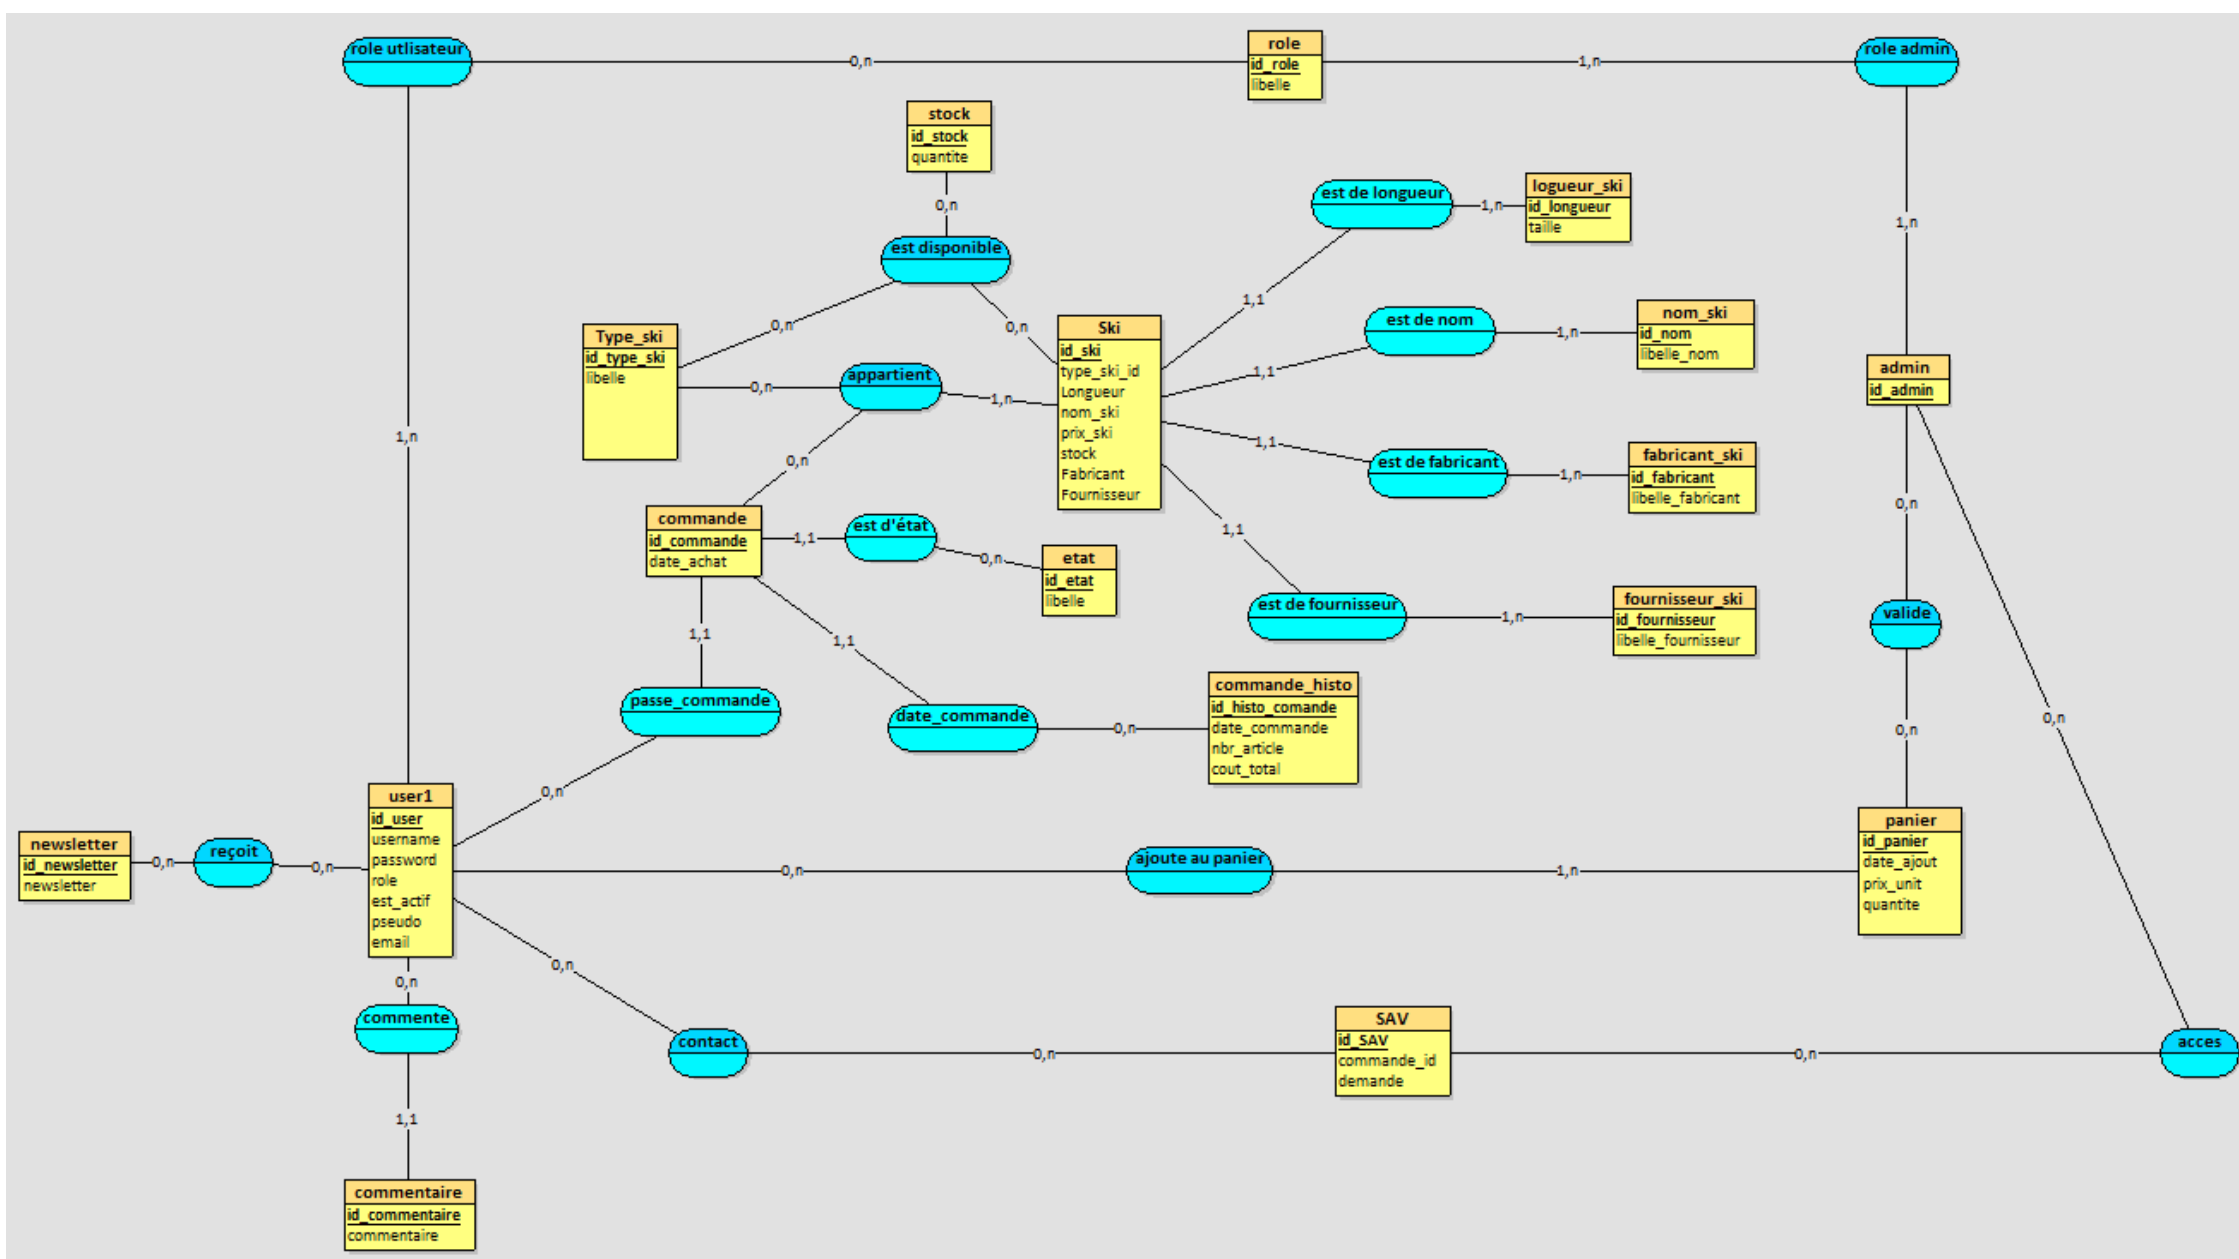 role utlisateur
0,n
role
id_role
libelle
1,n
role admin
stock
id_stock
quantite
0,n
est disponible
0,n
0,n
est de longueur
1,n
logueur_ski
id_longueur
taille
1,1
1,n
Type_ski
id_type_ski
libelle
0,n
appartient
1,n
0,n
Ski
id_ski
type_ski_id
Longueur
nom_ski
prix_ski
stock
Fabricant
Fournisseur
est de nom
1,n
1,1
nom_ski
id_nom
libelle_nom
admin
id_admin
1,1
est de fabricant
1,n
fabricant_ski
id_fabricant
libelle_fabricant
1,n
commande
id_commande
date_achat
1,1
est d'état
0,n
etat
id_etat
libelle
1,1
est de fournisseur
1,n
fournisseur_ski
id_fournisseur
libelle_fournisseur
0,n
valide
0,n
1,1
passe_commande
0,n
1,1
date_commande
0,n
commande_histo
id_histo_comande
date_commande
nbr_article
cout_total
0,n
newsletter
id_newsletter
newsletter
0,n
reçoit
0,n
user1
id_user
username
password
role
est_actif
pseudo
email
0,n
ajoute au panier
1,n
panier
id_panier
date_ajout
prix_unit
quantite
0,n
commente
1,1
commentaire
id_commentaire
commentaire
0,n
contact
0,n
SAV
id_SAV
commande_id
demande
0,n
acces